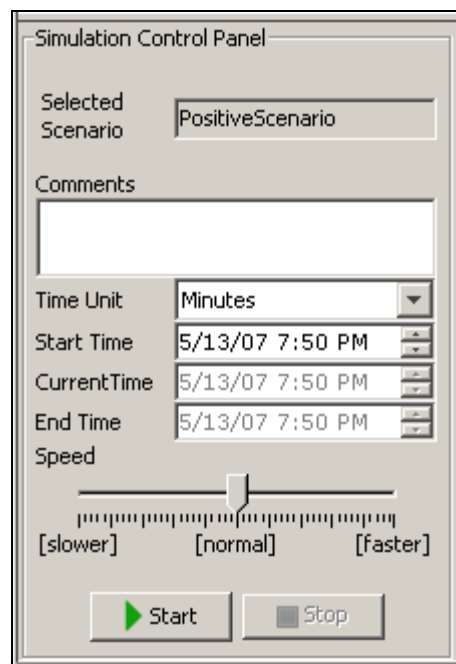 Simulation Control Panel
Selected
Scenario
PositiveScenario
Comments
Time Unit Minutes
Start Time 5/13/07 7:50 PM
CurrentTime 5/13/07 7:50 PM
End Time 5/13/07 7:50 PM
Speed
[slower] [normal] [faster]
Start Stop